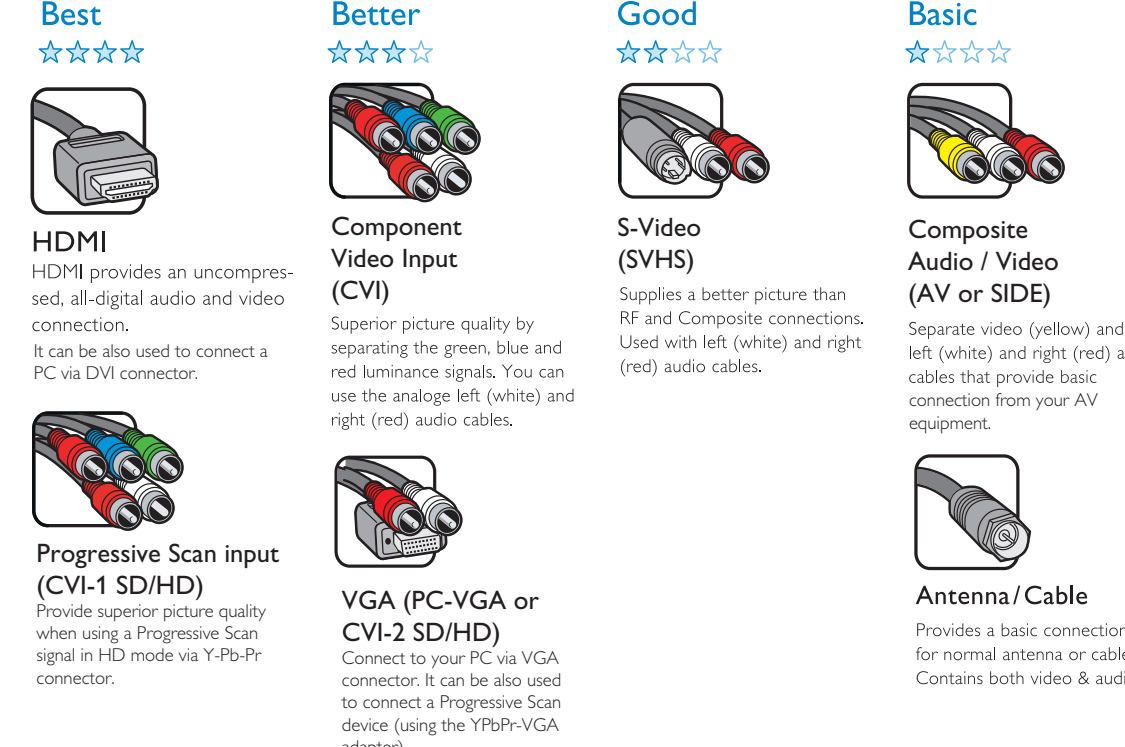 Best
HDMI
HDMI provides an uncompres-
sed, all-digital audio and video
connection.
It can be also used to connect a
PC via DVI connector.
Progressive Scan input
(CVI-1 SD/HD)
Provide superior picture quality
when using a Progressive Scan
signal in HD mode via Y-Pb-Pr
connector.
Better
Component
Video Input
(CVI)
Superior picture quality by
separating the green, blue and
red luminance signals. You can
use the analoge left (white) and
right (red) audio cables.
VGA (PC-VGA or
CVI-2 SD/HD)
Connect to your PC via VGA
connector. It can be also used
to connect a Progressive Scan
device (using the YPbPr-VGA
Good
S-Video
(SVHS)
Supplies a better picture than
RF and Composite connections.
Used with left (white) and right
(red) audio cables.
Basic
Composite
Audio / Video
(AV or SIDE)
Separate video (yellow) and
left (white) and right (red)
cables that provide basic
connection from your AV
equipment.
Antenna/Cable
Provides a basic connection
for normal antenna or
Contains both video &